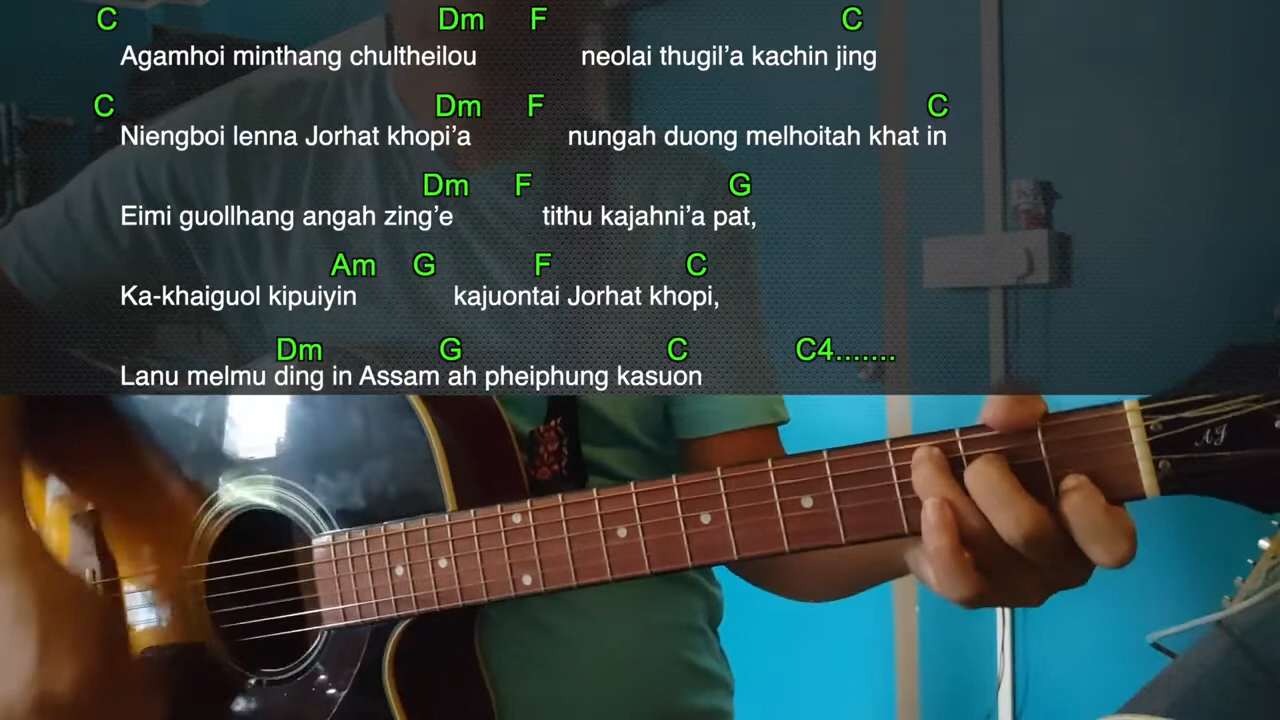 C Dm F C
Agamhoi minthang chultheilou neolai thugil’a kachin jing
C Dm F C
Niengboi lenna Jorhat khopi’a nungah duong melhoitah khat in
Dm F G
Eimi guollhang angah zing’e tithu kajahni’a pat,
Am G F C
Ka-khaiguol kipuiyin kajuontai Jorhat khopi,
Dm G C C4.......
Lanu melmu ding in Assam ah pheiphung kasuon
AJ